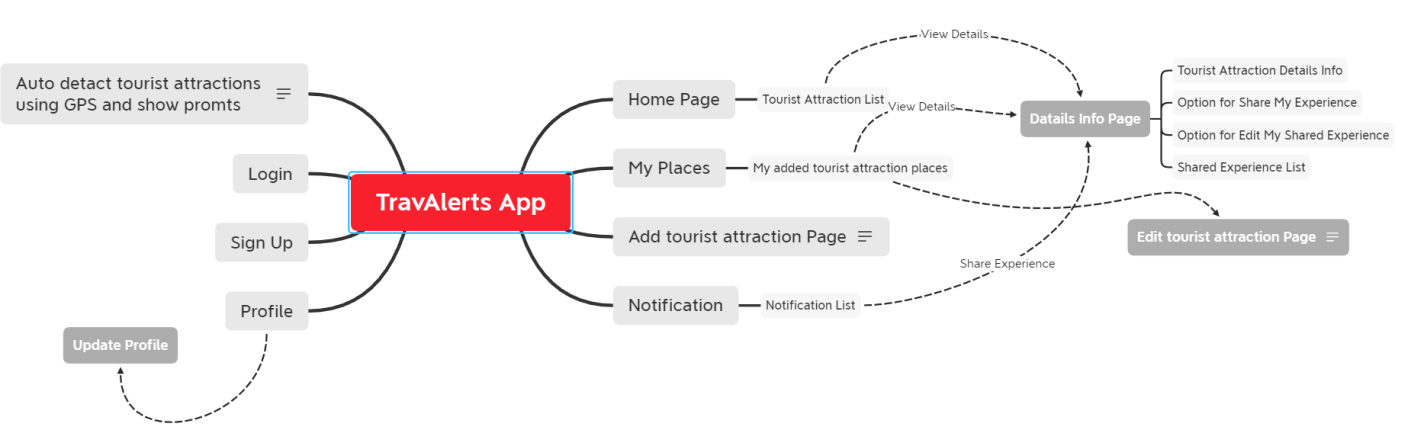 Auto detact tourist attractions
using GPS and show promts
Login
Sign Up
Profile
Update Profile
TravAlerts App
Home Page
Tourist Attraction List
View Details
My Places
My added tourist attraction places
View Details
Add tourist attraction Page
Notification
Notification List
Share Experience
Datails Info Page
Tourist Attraction Details Info
Option for Share My Experience
Option for Edit My Shared Experience
Shared Experience List
Edit tourist attraction Page